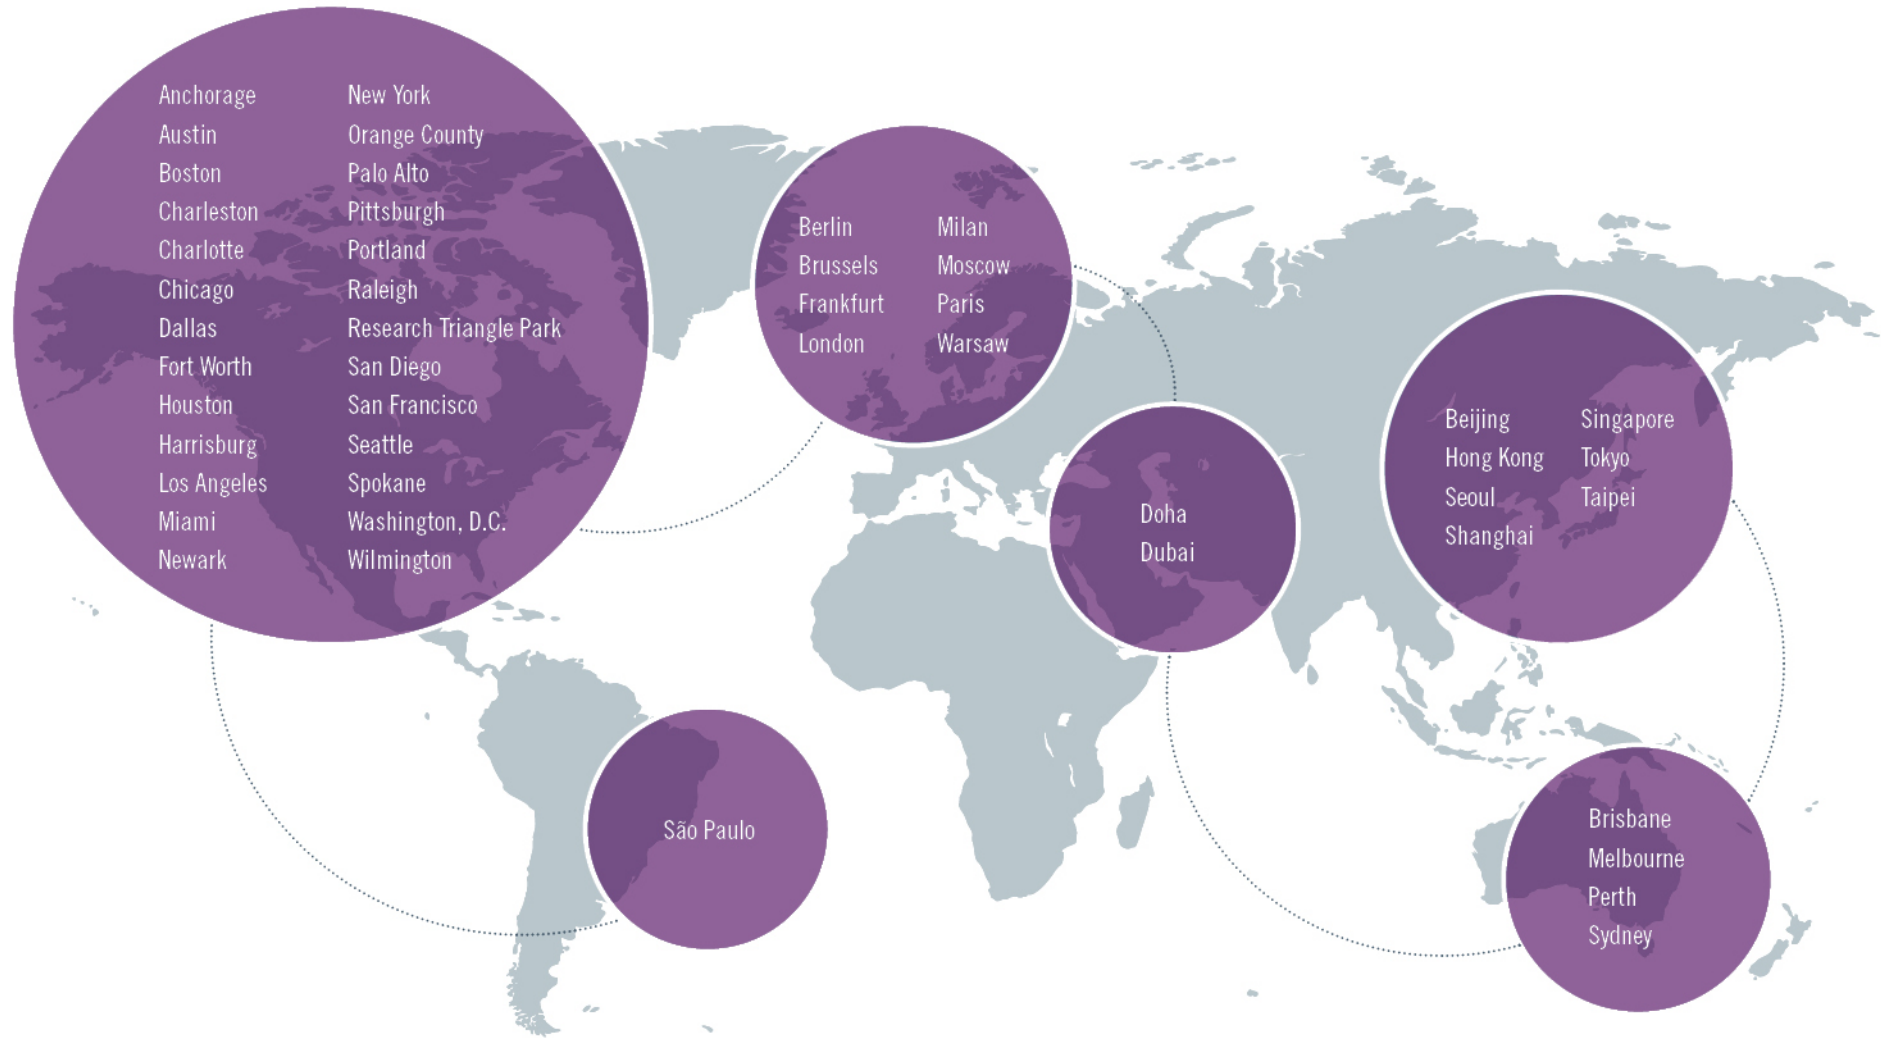 Anchorage
Austin
Boston
Charleston
Charlotte
Chicago
Dallas
Fort Worth
Houston
Harrisburg
Los Angeles
Miami
Newark
New York
Orange County
Palo Alto
Pittsburgh
Portland
Raleigh
Research Triangle Park
San Diego
San Francisco
Seattle
Spokane
Washington, D.C.
Wilmington
Berlin
Brussels
Frankfurt
London
Milan
Moscow
Paris
Warsaw
Doha
Dubai
Beijing
Hong Kong
Seoul
Shanghai
Singapore
Tokyo
Taipei
São Paulo
Brisbane
Melbourne
Perth
Sydney